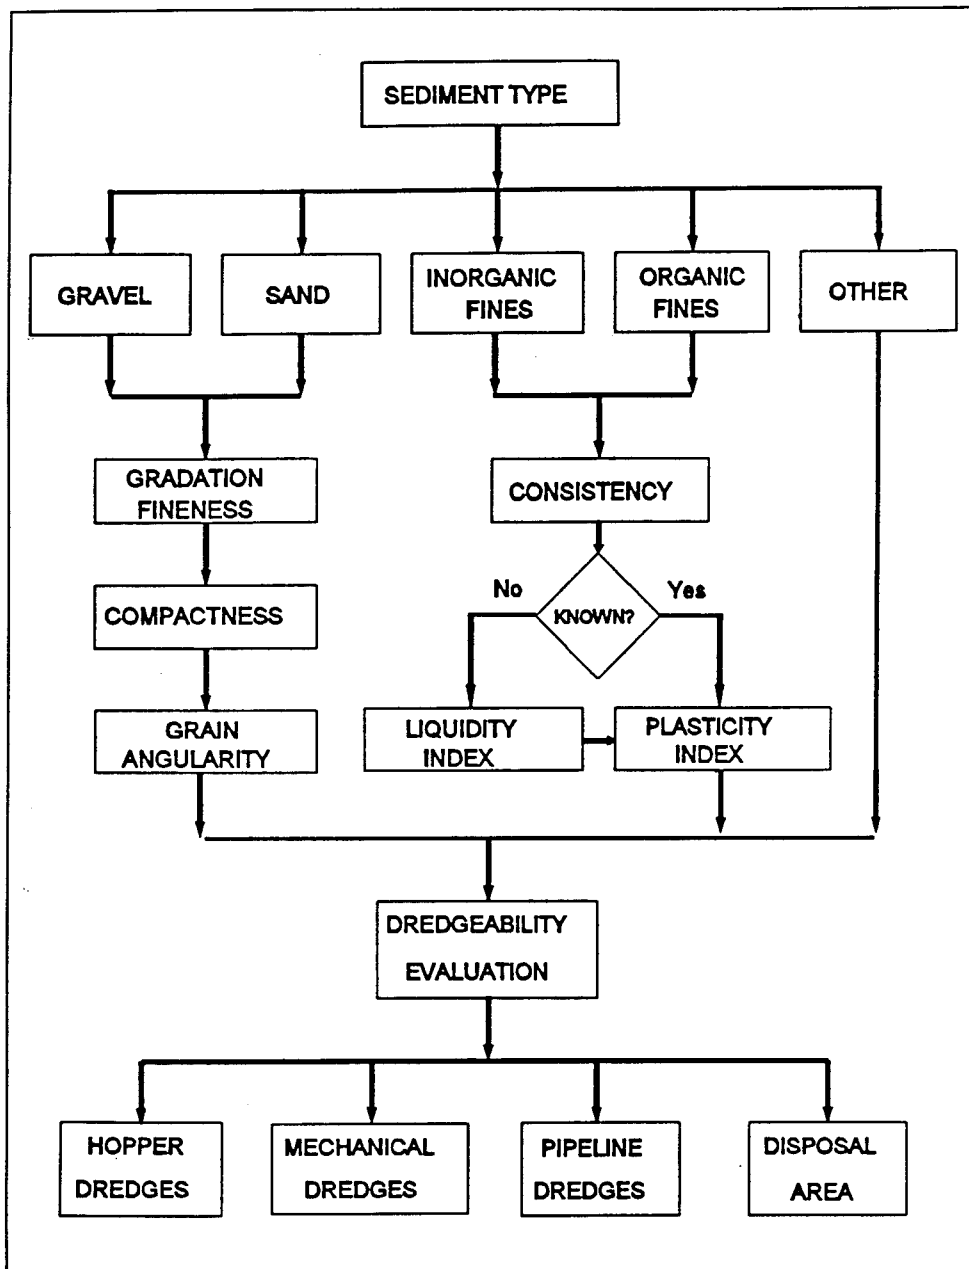 SEDIMENT TYPE
GRAVEL
SAND
INORGANIC
FINES
ORGANIC
FINES
OTHER
GRADATION
FINENESS
CONSISTENCY
No
Yes
KNOWN?
COMPACTNESS
GRAIN
ANGULARITY
LIQUIDITY
INDEX
PLASTICITY
INDEX
DREDGEABILITY
EVALUATION
HOPPER
DREDGES
MECHANICAL
DREDGES
PIPELINE
DREDGES
DISPOSAL
AREA